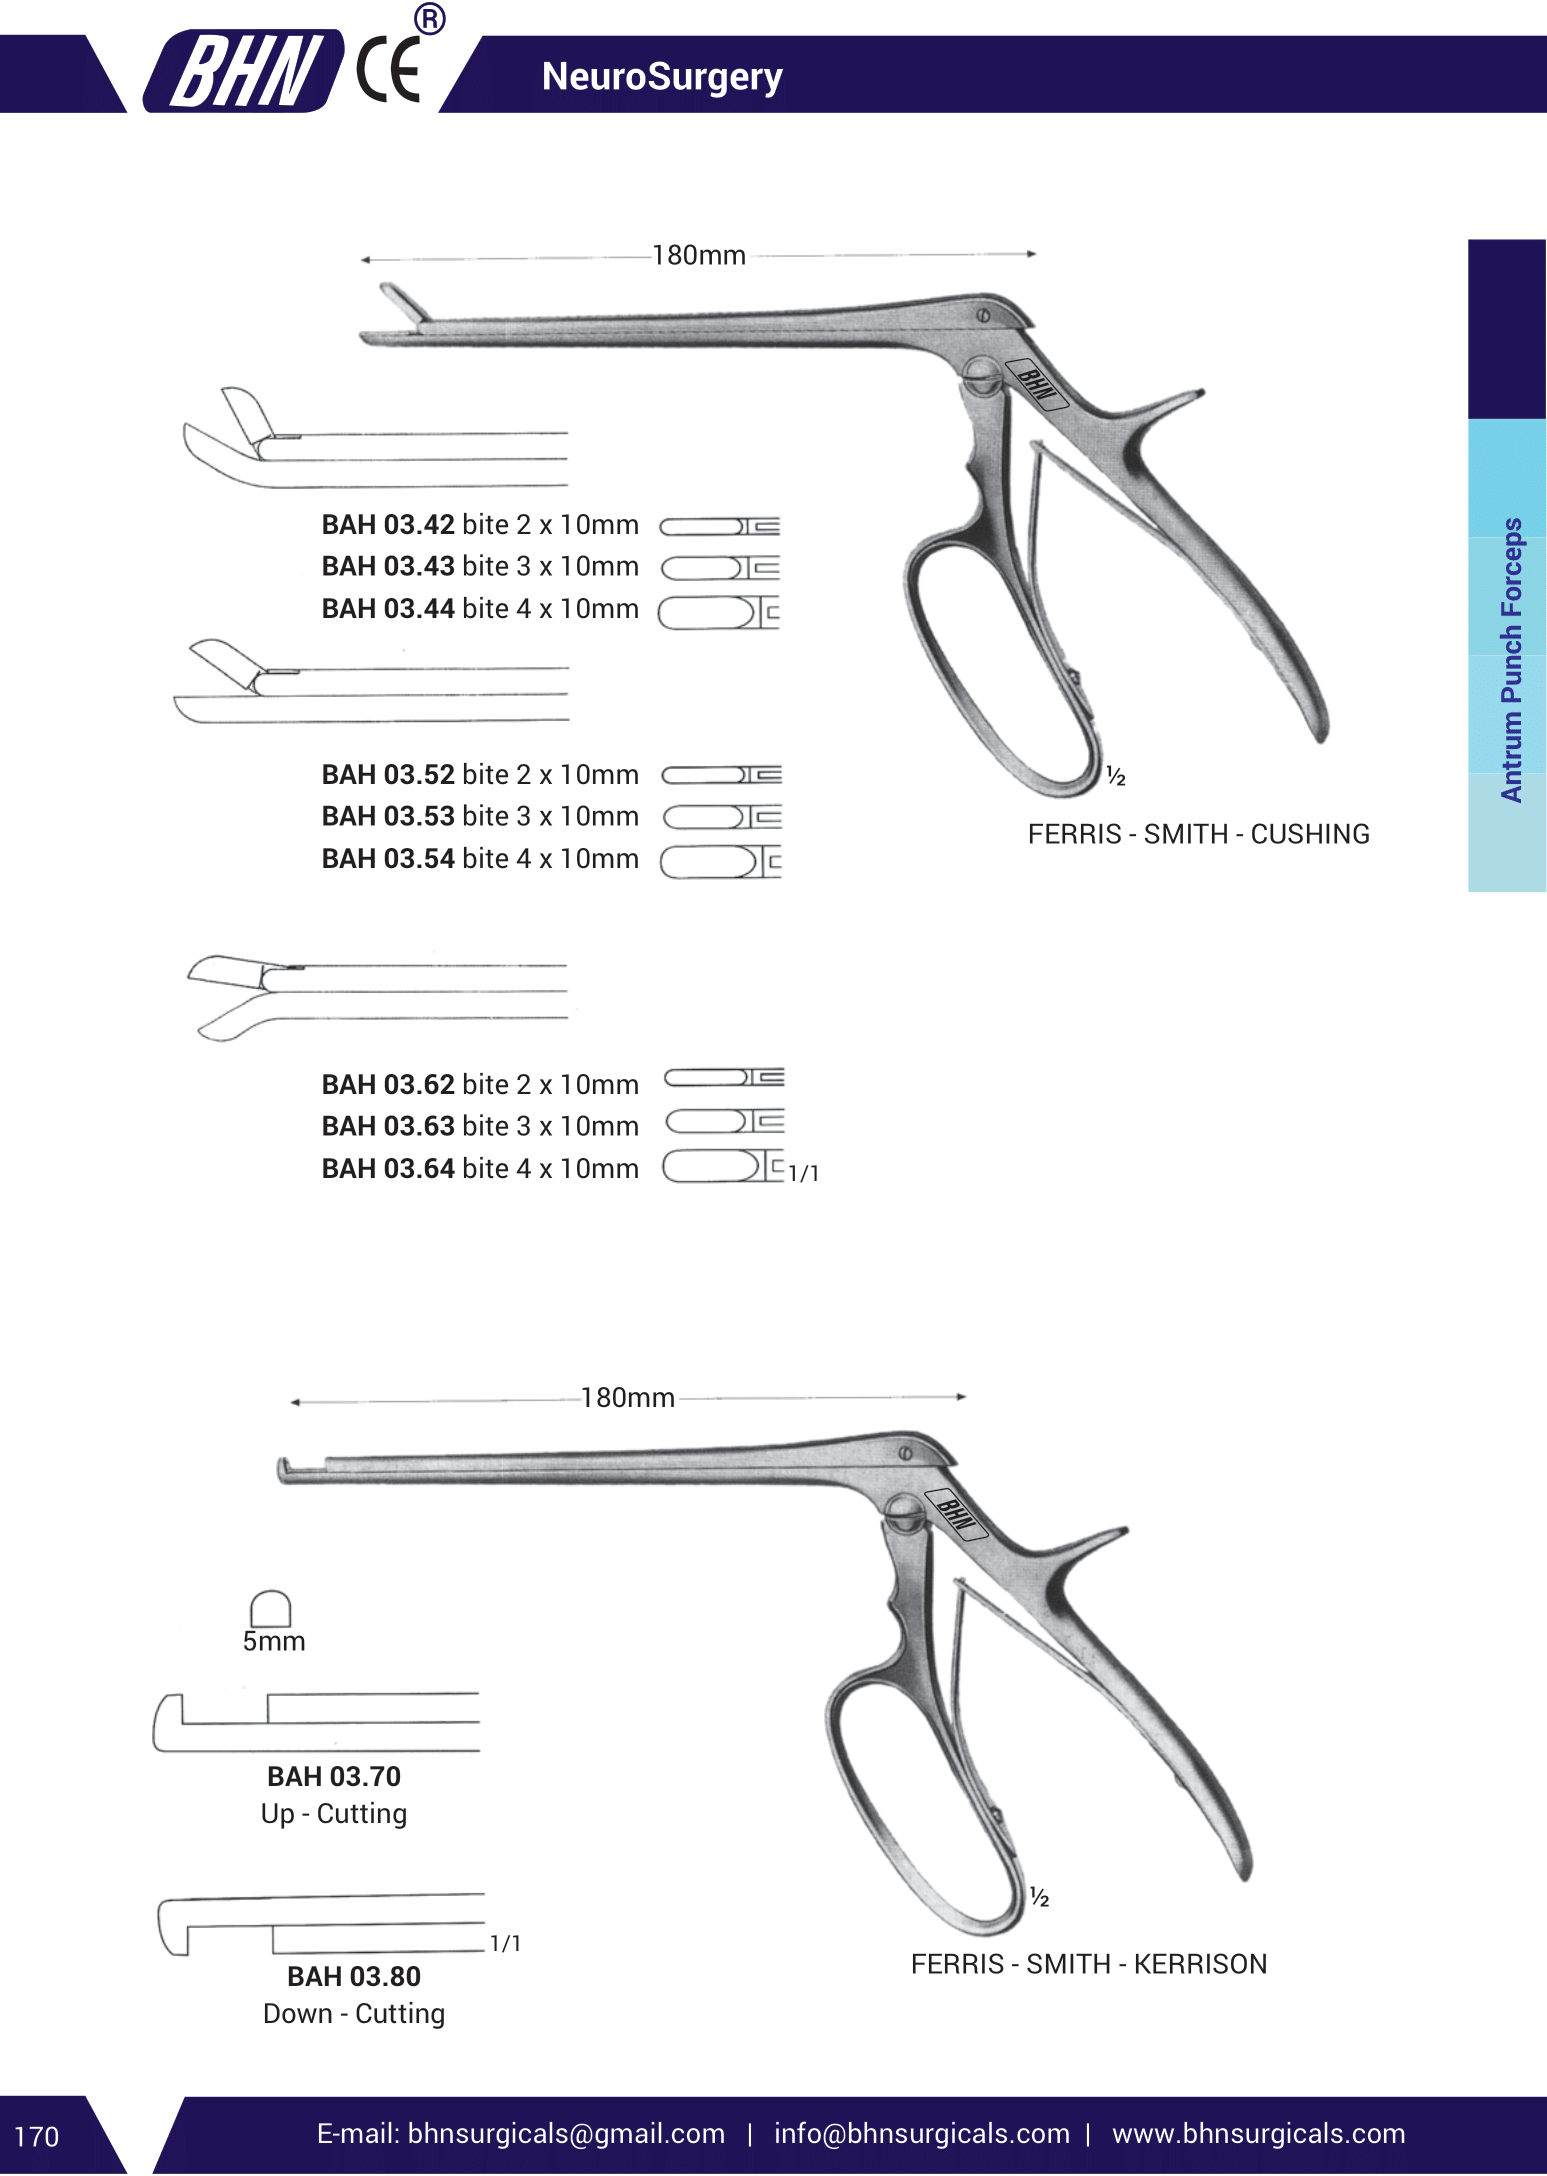 BHN CE ®
NeuroSurgery
180mm
BHN
BAH 03.42 bite 2 x 10mm
BAH 03.43 bite 3 x 10mm
BAH 03.44 bite 4 x 10mm
BAH 03.52 bite 2 x 10mm
BAH 03.53 bite 3 x 10mm
BAH 03.54 bite 4 x 10mm
½
FERRIS - SMITH - CUSHING
Antrum Punch Forceps
BAH 03.62 bite 2 x 10mm
BAH 03.63 bite 3 x 10mm
BAH 03.64 bite 4 x 10mm
1/1
180mm
BHN
5mm
BAH 03.70
Up - Cutting
½
1/1
FERRIS - SMITH - KERRISON
BAH 03.80
Down - Cutting
170
E-mail: bhnsurgicals@gmail.com | info@bhnsurgicals.com | www.bhnsurgicals.com